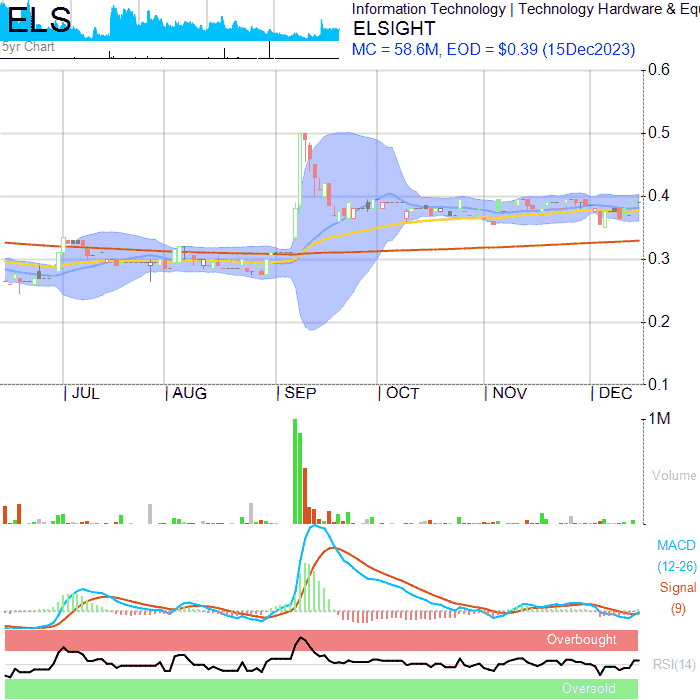 ELS
5yr Chart
Information Technology | Technology Hardware & Equ
ELSIGHT
MC = 58.6M, EOD = $0.39 (15Dec2023)
0.6
0.5
0.4
0.3
0.2
0.1
JUL AUG SEP OCT NOV DEC
1M
Volume
MACD
(12-26)
Signal
(9)
Overbought
RSI(14)
Oversold